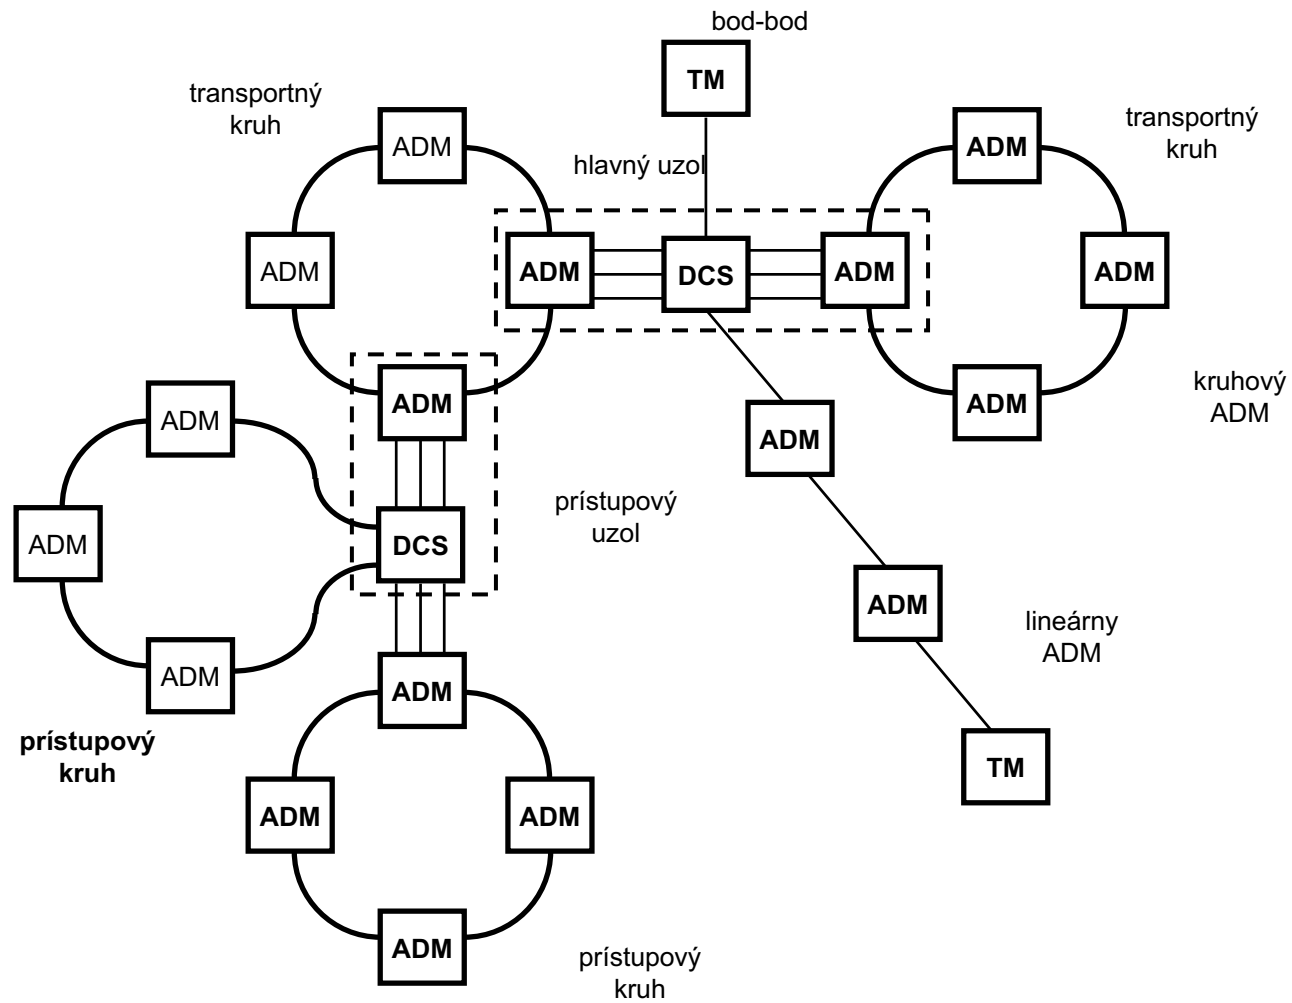 bod-bod
TM
transportný
kruh
ADM
hlavný uzol
ADM
transportný
kruh
ADM
ADM
DCS
ADM
ADM
ADM
ADM
kruhový
ADM
ADM
ADM
prístupový
uzol
ADM
DCS
ADM
lineárny
ADM
ADM
ADM
prístupový
kruh
TM
ADM
ADM
ADM
prístupový
kruh